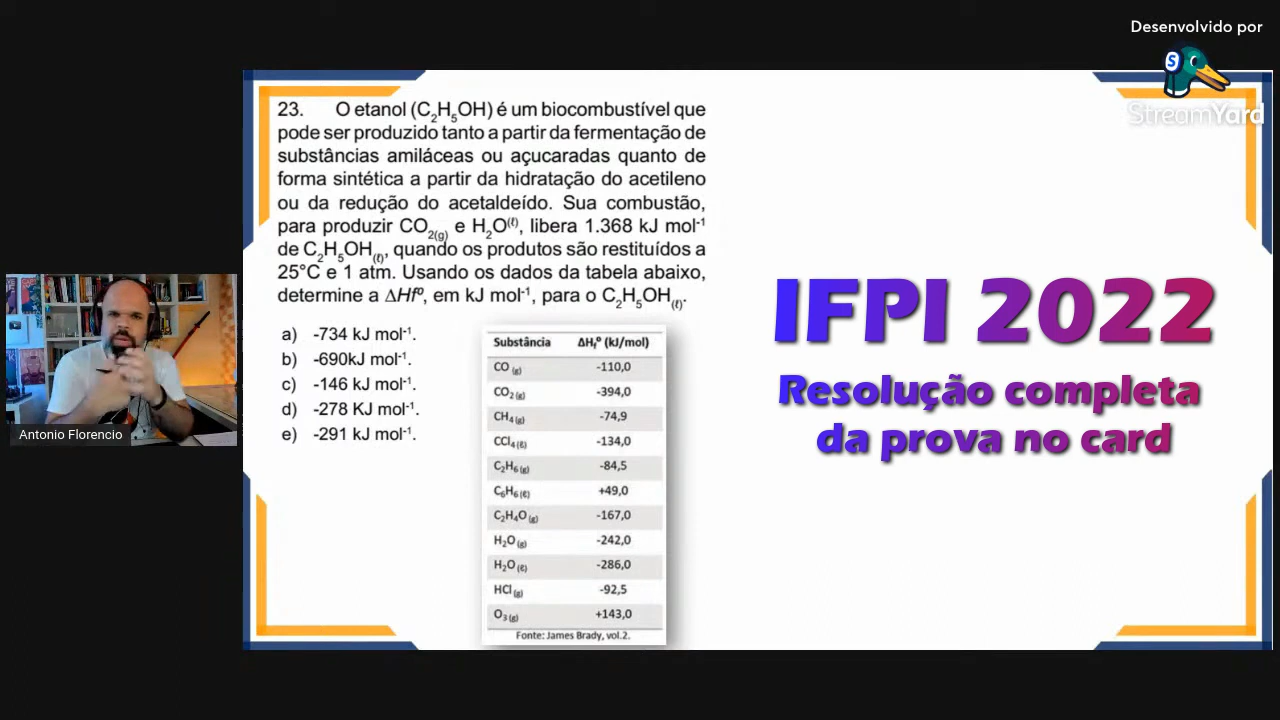 Desenvolvido por
S
StreamYard
23. O etanol (C₂H₅OH) é um biocombustível que
pode ser produzido tanto a partir da fermentação de
substâncias amiláceas ou açucaradas quanto de
forma sintética a partir da hidratação do acetileno
ou da redução do acetaldeído. Sua combustão,
para produzir CO₂(g) e H₂O⁽ˡ⁾, libera 1.368 kJ mol⁻¹
de C₂H₅OH(ℓ), quando os produtos são restituídos a
25°C e 1 atm. Usando os dados da tabela abaixo,
determine a ΔHfº, em kJ mol⁻¹, para o C₂H₅OH(ℓ).
a) -734 kJ mol⁻¹.
b) -690kJ mol⁻¹.
c) -146 kJ mol⁻¹.
d) -278 KJ mol⁻¹.
e) -291 kJ mol⁻¹.
Substância ΔHfº (kJ/mol)
CO (g) -110,0
CO₂ (g) -394,0
CH₄ (g) -74,9
CCl₄ (ℓ) -134,0
C₂H₆ (g) -84,5
C₆H₆ (ℓ) +49,0
C₂H₄O (g) -167,0
H₂O (g) -242,0
H₂O (ℓ) -286,0
HCl (g) -92,5
O₃ (g) +143,0
Fonte: James Brady, vol.2.
IFPI 2022
Resolução completa
da prova no card
Antonio Florencio